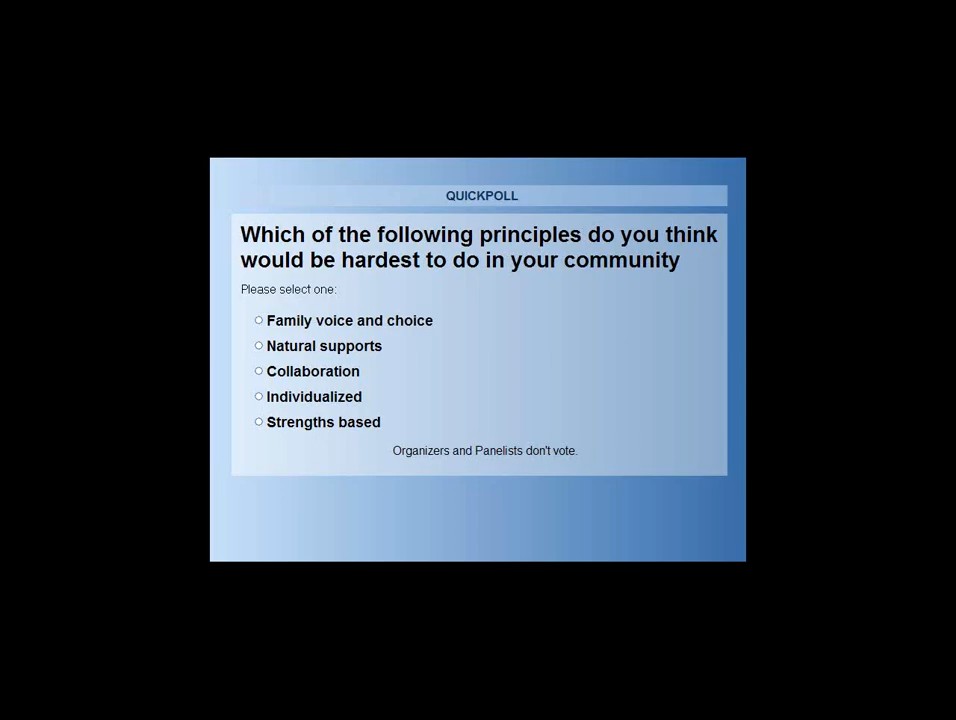 QUICKPOLL
Which of the following principles do you think
would be hardest to do in your community
Please select one:
Family voice and choice
Natural supports
Collaboration
Individualized
Strengths based
Organizers and Panelists don't vote.